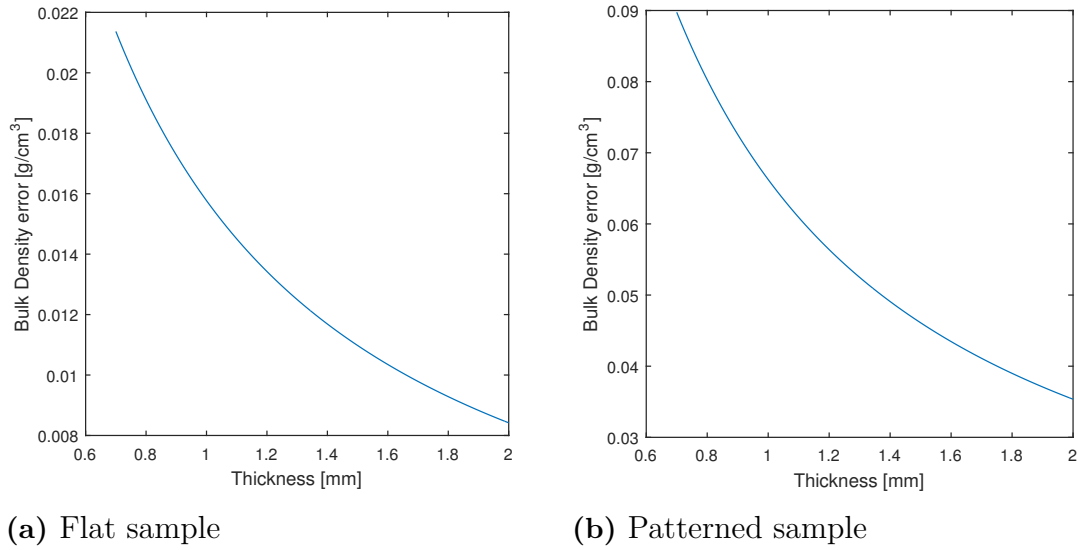 0.022
0.02
0.018
0.016
0.014
0.012
0.01
0.008
Bulk Density error [g/cm³]
0.6 0.8 1 1.2 1.4 1.6 1.8 2
Thickness [mm]
(a) Flat sample
0.09
0.08
0.07
0.06
0.05
0.04
0.03
Bulk Density error [g/cm³]
0.6 0.8 1 1.2 1.4 1.6 1.8 2
Thickness [mm]
(b) Patterned sample